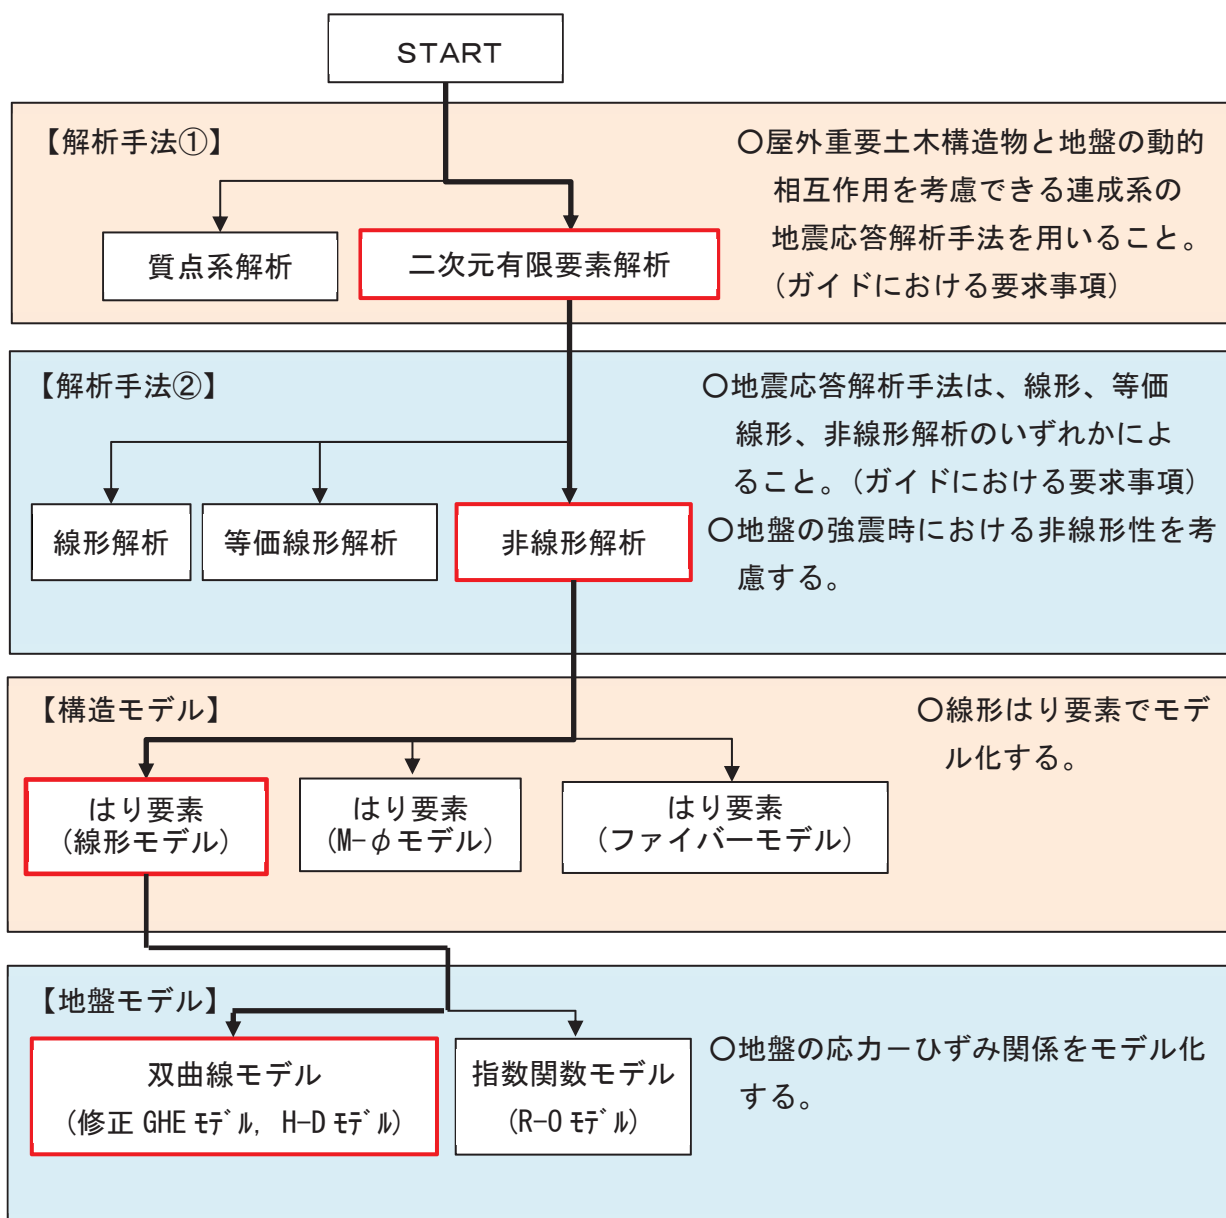 START
【解析手法①】
〇屋外重要土木構造物と地盤の動的
相互作用を考慮できる連成系の
地震応答解析手法を用いること。
(ガイドにおける要求事項)
質点系解析
二次元有限要素解析
【解析手法②】
〇地震応答解析手法は、線形、等価
線形、非線形解析のいずれかによ
ること。(ガイドにおける要求事項)
〇地盤の強震時における非線形性を考
慮する。
線形解析
等価線形解析
非線形解析
【構造モデル】
〇線形はり要素でモデ
ル化する。
はり要素
(線形モデル)
はり要素
(M-φモデル)
はり要素
(ファイバーモデル)
【地盤モデル】
〇地盤の応力ーひずみ関係をモデル化
する。
双曲線モデル
(修正 GHE ﾓﾃﾞﾙ, H-D ﾓﾃﾞﾙ)
指数関数モデル
(R-O ﾓﾃﾞﾙ)